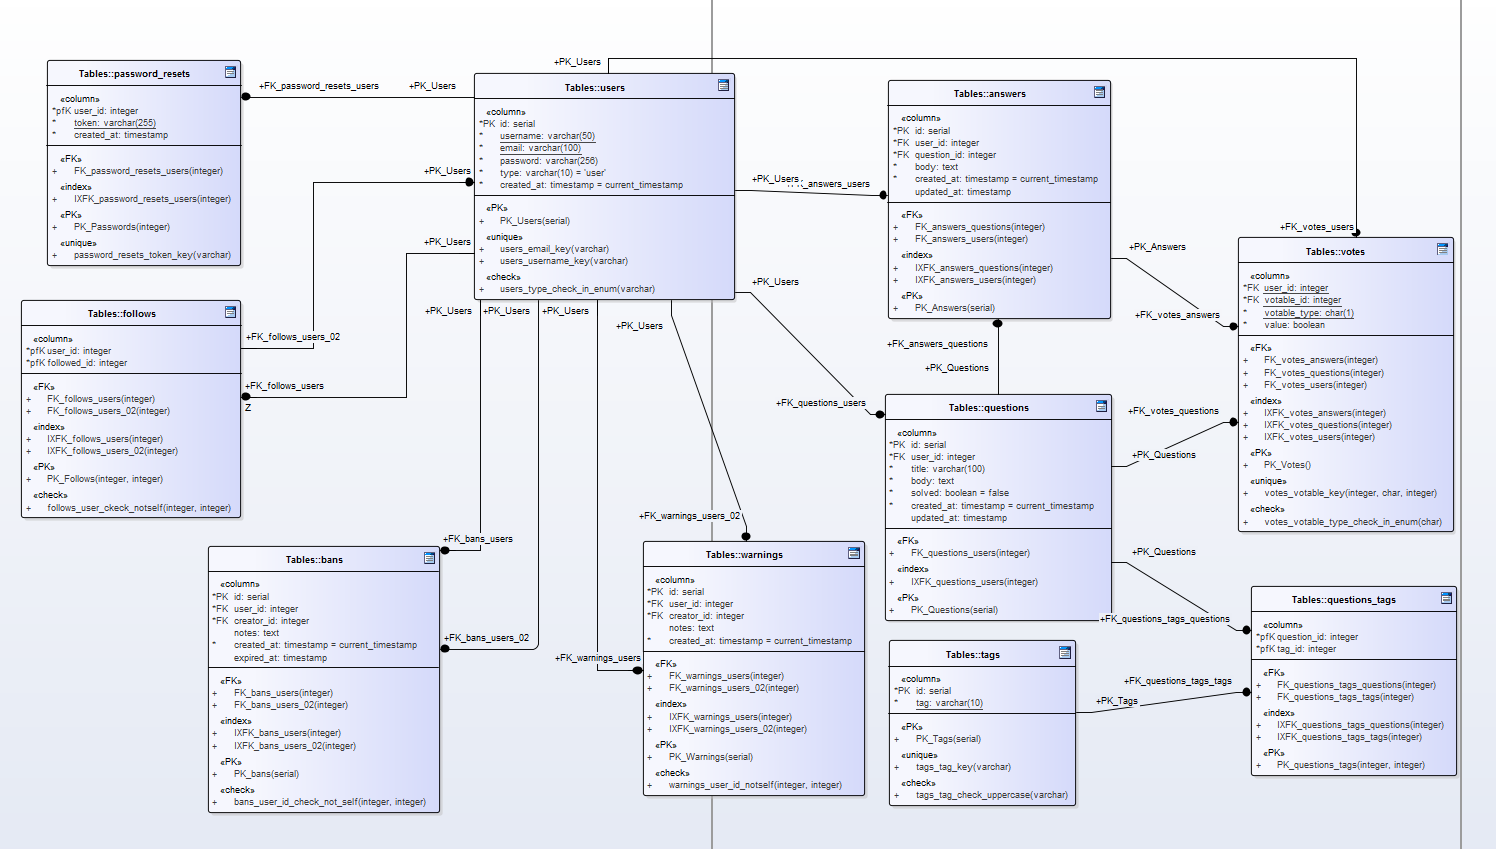 Tables::password_resets
«column»
*pfK user_id: integer
* token: varchar(255)
* created_at: timestamp
«FK»
+ FK_password_resets_users(integer)
«index»
+ IXFK_password_resets_users(integer)
«PK»
+ PK_Passwords(integer)
«unique»
+ password_resets_token_key(varchar)
+FK_password_resets_users
+PK_Users
+PK_Users
Tables::users
«column»
*PK id: serial
* username: varchar(50)
* email: varchar(100)
* password: varchar(256)
* type: varchar(10) = 'user'
* created_at: timestamp = current_timestamp
«PK»
+ PK_Users(serial)
«unique»
+ users_email_key(varchar)
+ users_username_key(varchar)
«check»
+ users_type_check_in_enum(varchar)
+PK_Users
+PK_Users
+PK_Users
+PK_Users
+PK_Users
+PK_Users
+PK_Users
_answers_users
+PK_Users
Tables::answers
«column»
*PK id: serial
*FK user_id: integer
*FK question_id: integer
* body: text
* created_at: timestamp = current_timestamp
updated_at: timestamp
«FK»
+ FK_answers_questions(integer)
+ FK_answers_users(integer)
«index»
+ IXFK_answers_questions(integer)
+ IXFK_answers_users(integer)
«PK»
+ PK_Answers(serial)
+FK_votes_users
+PK_Answers
+FK_votes_answers
Tables::votes
«column»
*FK user_id: integer
*FK votable_id: integer
* votable_type: char(1)
* value: boolean
«FK»
+ FK_votes_answers(integer)
+ FK_votes_questions(integer)
+ FK_votes_users(integer)
«index»
+ IXFK_votes_answers(integer)
+ IXFK_votes_questions(integer)
+ IXFK_votes_users(integer)
«PK»
+ PK_Votes()
«unique»
+ votes_votable_key(integer, char, integer)
«check»
+ votes_votable_type_check_in_enum(char)
Tables::follows
«column»
*pfK user_id: integer
*pfK followed_id: integer
«FK»
+ FK_follows_users(integer)
+ FK_follows_users_02(integer)
«index»
+ IXFK_follows_users(integer)
+ IXFK_follows_users_02(integer)
«PK»
+ PK_Follows(integer, integer)
«check»
+ follows_user_ckeck_notself(integer, integer)
+FK_follows_users_02
+FK_follows_users
Z
+FK_answers_questions
+PK_Questions
+FK_questions_users
Tables::questions
«column»
*PK id: serial
*FK user_id: integer
* title: varchar(100)
* body: text
* solved: boolean = false
* created_at: timestamp = current_timestamp
updated_at: timestamp
«FK»
+ FK_questions_users(integer)
«index»
+ IXFK_questions_users(integer)
«PK»
+ PK_Questions(serial)
+FK_votes_questions
+PK_Questions
+PK_Questions
+FK_questions_tags_questions
+FK_bans_users
+FK_bans_users_02
+FK_warnings_users_02
+FK_warnings_users
Tables::bans
«column»
*PK id: serial
*FK user_id: integer
*FK creator_id: integer
notes: text
* created_at: timestamp = current_timestamp
expired_at: timestamp
«FK»
+ FK_bans_users(integer)
+ FK_bans_users_02(integer)
«index»
+ IXFK_bans_users(integer)
+ IXFK_bans_users_02(integer)
«PK»
+ PK_bans(serial)
«check»
+ bans_user_id_check_not_self(integer, integer)
Tables::warnings
«column»
*PK id: serial
*FK user_id: integer
*FK creator_id: integer
notes: text
* created_at: timestamp = current_timestamp
«FK»
+ FK_warnings_users(integer)
+ FK_warnings_users_02(integer)
«index»
+ IXFK_warnings_users(integer)
+ IXFK_warnings_users_02(integer)
«PK»
+ PK_Warnings(serial)
«check»
+ warnings_user_id_notself(integer, integer)
Tables::tags
«column»
*PK id: serial
* tag: varchar(10)
«PK»
+ PK_Tags(serial)
«unique»
+ tags_tag_key(varchar)
«check»
+ tags_tag_check_uppercase(varchar)
+FK_questions_tags_tags
+PK_Tags
Tables::questions_tags
«column»
*pfK question_id: integer
*pfK tag_id: integer
«FK»
+ FK_questions_tags_questions(integer)
+ FK_questions_tags_tags(integer)
«index»
+ IXFK_questions_tags_questions(integer)
+ IXFK_questions_tags_tags(integer)
«PK»
+ PK_questions_tags(integer, integer)